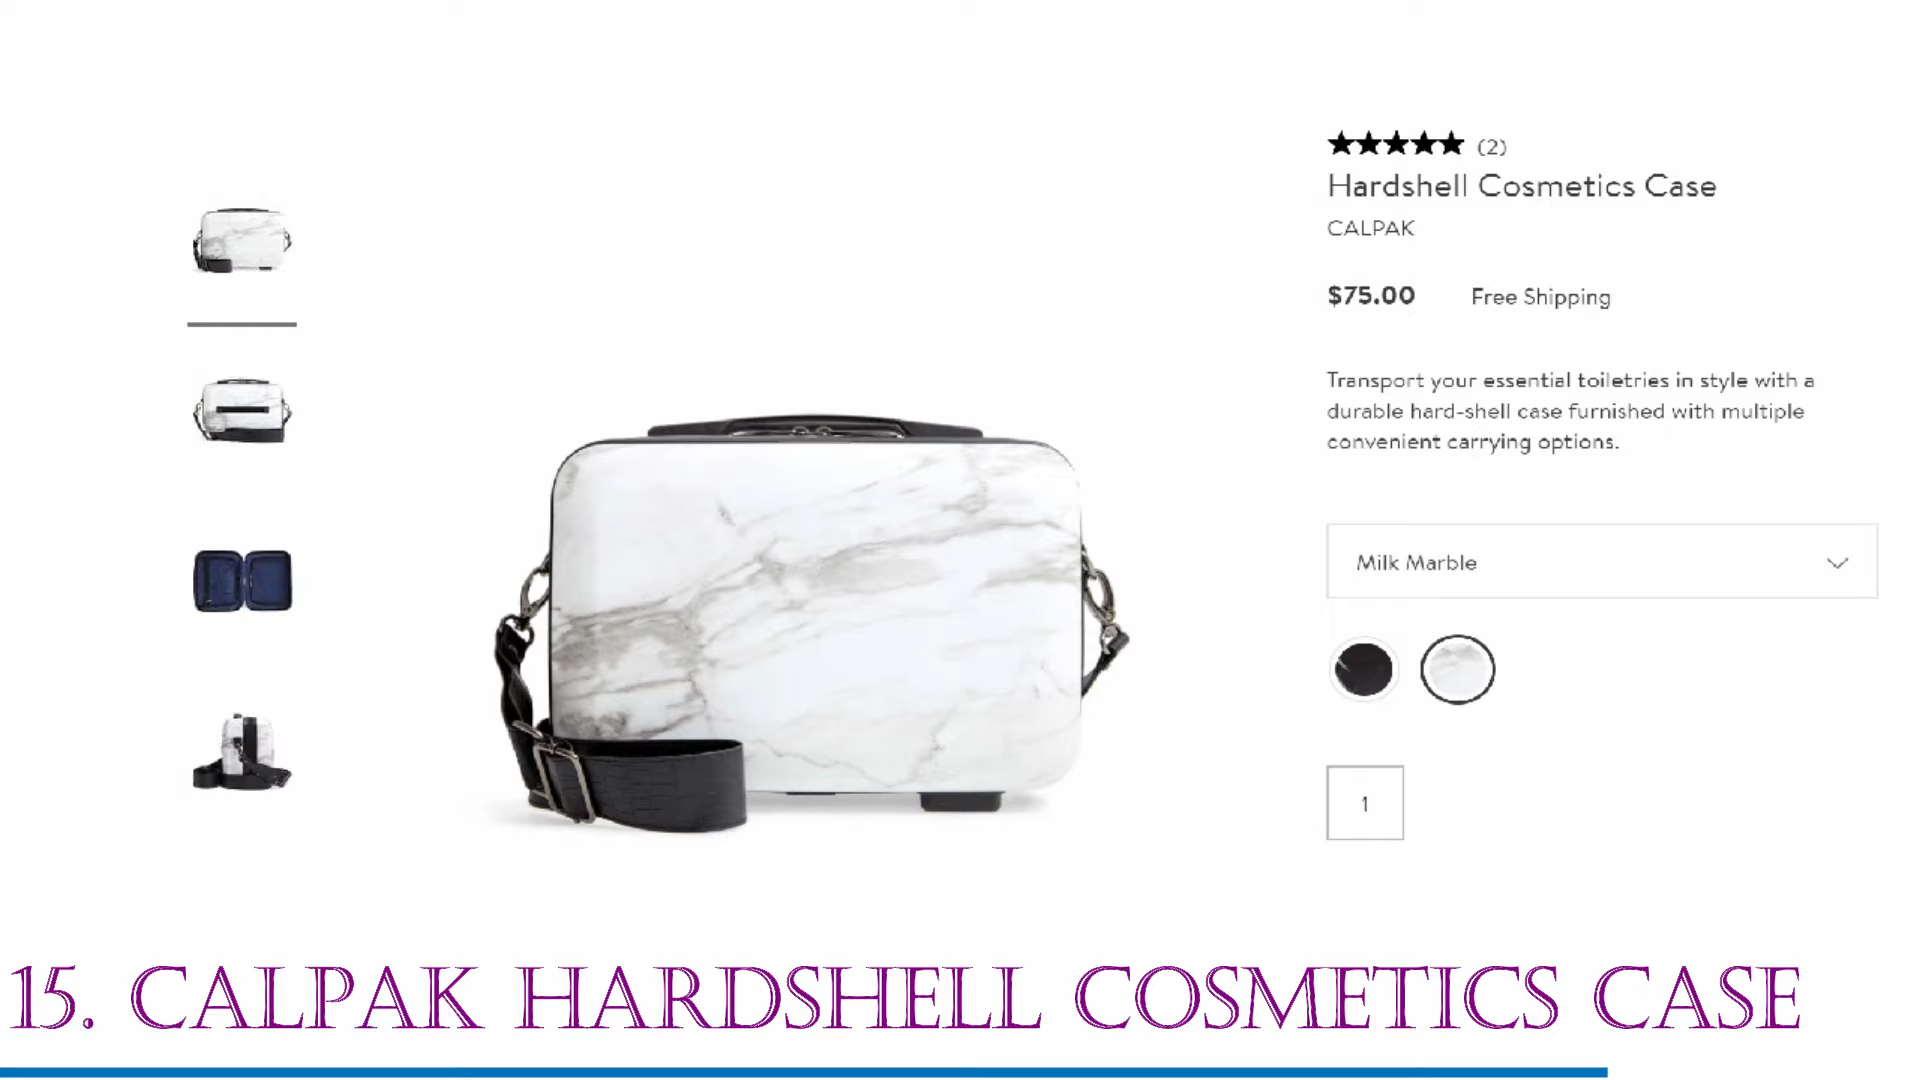 ★★★★★ (2)
Hardshell Cosmetics Case
CALPAK
$75.00 Free Shipping
Transport your essential toiletries in style with a
durable hard-shell case furnished with multiple
convenient carrying options.
Milk Marble
1
15. CALPAK HARDSHELL COSMETICS CASE